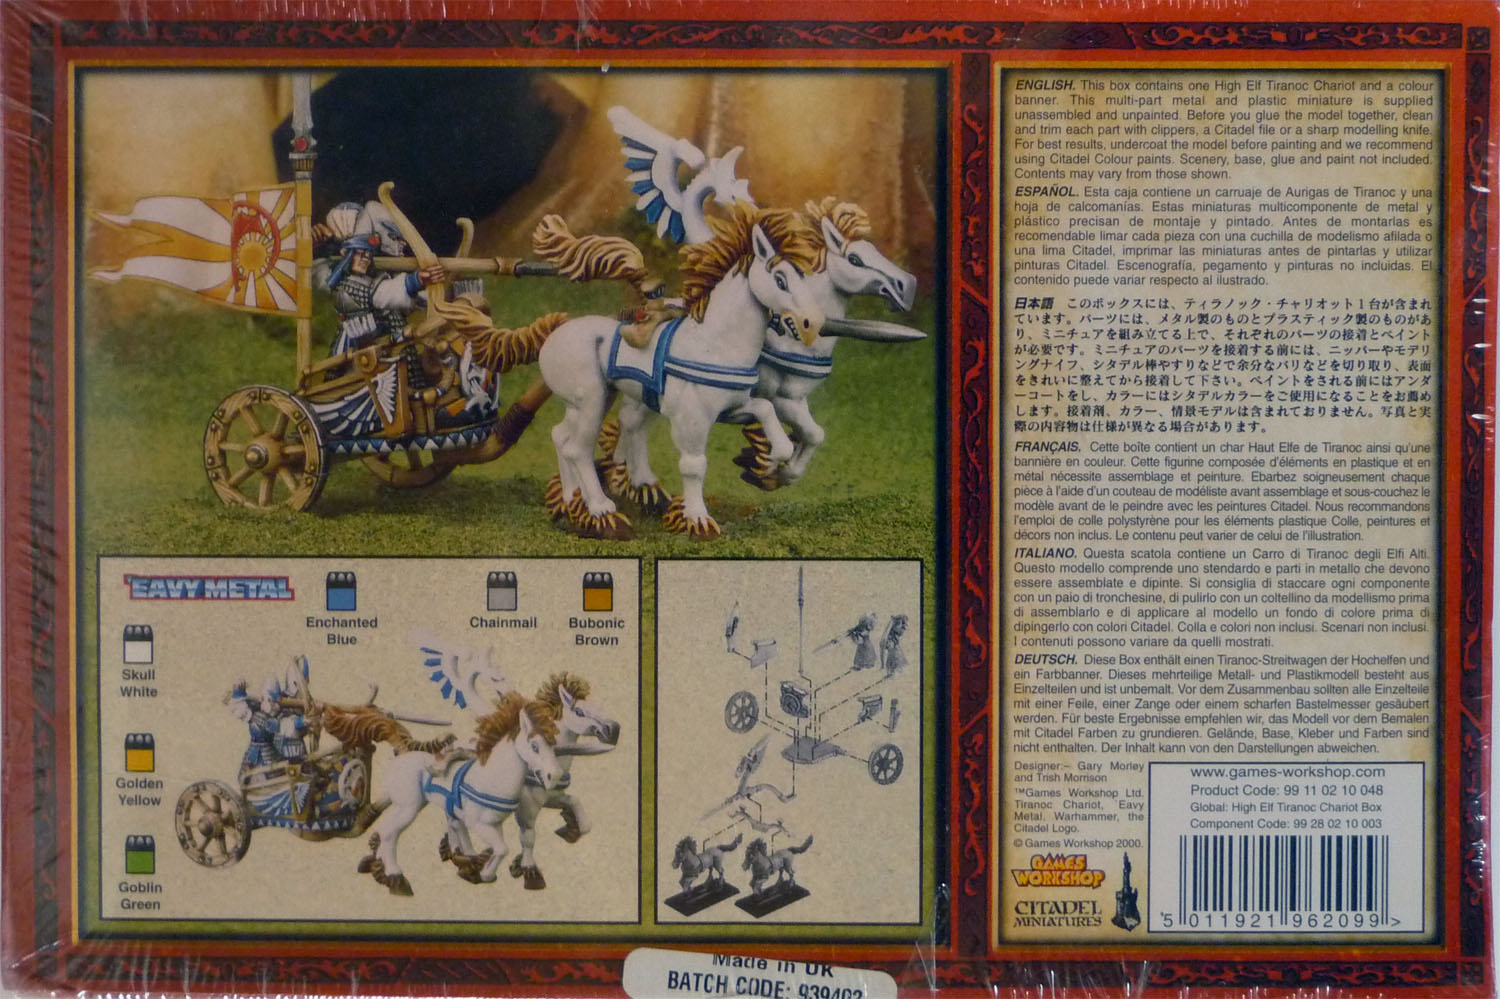 ENGLISH. This box contains one High Elf Tiranoc Chariot and a colour
banner. This multi-part metal and plastic miniature is supplied
unassembled and unpainted. Before you glue the model together, clean
and trim each part with clippers, a Citadel file or a sharp modelling knife.
For best results, undercoat the model before painting and we recommend
using Citadel Colour paints. Scenery, base, glue and paint not included.
Contents may vary from those shown.
ESPAÑOL. Esta caja contiene un carruaje de Aurigas de Tiranoc y una
hoja de calcomanías. Estas miniaturas multicomponente de metal y
plástico precisan de montaje y pintado. Antes de montarlas es
recomendable limar cada pieza con una cuchilla de modelismo afilada o
una lima Citadel, imprimar las miniaturas antes de pintarlas y utilizar
pinturas Citadel. Escenografía, pegamento y pinturas no incluidas. El
contenido puede variar respecto al ilustrado.
日本語 このボックスには、ティラノック・チャリオット1台が含まれ
ています。パーツには、メタル製のものとプラスティック製のものがあ
り、ミニチュアを組み立てる上で、それぞれのパーツの接着とペイント
が必要です。ミニチュアのパーツを接着する前には、ニッパーやモデリ
ングナイフ、シタデル棒やすりなどで余分なバリなどを切り取り、表面
をきれいに整えてから接着して下さい。ペイントをされる前にはアンダ
ーコートをし、カラーにはシタデルカラーをご使用になることをお薦め
します。接着剤、カラー、情景モデルは含まれておりません。写真と実
際の内容物は仕様が異なる場合があります。
FRANÇAIS. Cette boîte contient un char Haut Elfe de Tiranoc ainsi qu'une
bannière en couleur. Cette figurine composée d'éléments en plastique et en
métal nécessite assemblage et peinture. Ebarbez soigneusement chaque
pièce à l'aide d'un couteau de modéliste avant assemblage et sous-couchez le
modèle avant de le peindre avec les peintures Citadel. Nous recommandons
l'emploi de colle polystyrène pour les éléments plastique Colle, peintures et
décors non inclus. Le contenu peut varier de celui de l'illustration.
ITALIANO. Questa scatola contiene un Carro di Tiranoc degli Elfi Alti.
Questo modello comprende uno stendardo e parti in metallo che devono
essere assemblate e dipinte. Si consiglia di staccare ogni componente
con un paio di tronchesine, di pulirlo con un coltellino da modellismo prima
di assemblarlo e di applicare al modello un fondo di colore prima di
dipingerlo con colori Citadel. Colla e colori non inclusi. Scenari non inclusi.
I contenuti possono variare da quelli mostrati.
DEUTSCH. Diese Box enthält einen Tiranoc-Streitwagen der Hochelfen und
ein Farbbanner. Dieses mehrteilige Metall- und Plastikmodell besteht aus
Einzelteilen und ist unbemalt. Vor dem Zusammenbau sollten alle Einzelteile
mit einer Feile, einer Zange oder einem scharfen Bastelmesser gesäubert
werden. Für beste Ergebnisse empfehlen wir, das Modell vor dem Bemalen
mit Citadel Farben zu grundieren. Gelände, Base, Kleber und Farben sind
nicht enthalten. Der Inhalt kann von den Darstellungen abweichen.
Designer:- Gary Morley
and Trish Morrison
™Games Workshop Ltd.
Tiranoc Chariot, 'Eavy
Metal, Warhammer, the
Citadel Logo.
© Games Workshop 2000.
GAMES
WORKSHOP
CITADEL
MINIATURES
www.games-workshop.com
Product Code: 99 11 02 10 048
Global: High Elf Tiranoc Chariot Box
Component Code: 99 28 02 10 003
5 011921 962099 >
'EAVY METAL
Enchanted
Blue
Chainmail
Bubonic
Brown
Skull
White
Golden
Yellow
Goblin
Green
Made in UK
BATCH CODE: 939402